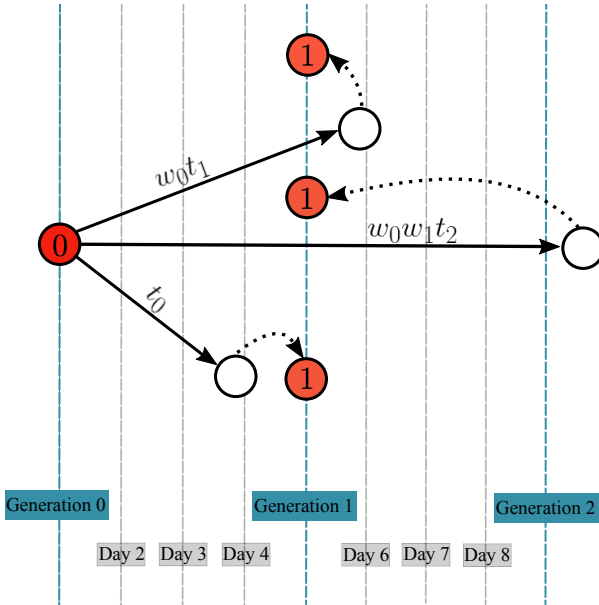 1
w₀t₁
1
w₀w₁t₂
0
t₀
1
Generation 0
Generation 1
Generation 2
Day 2
Day 3
Day 4
Day 6
Day 7
Day 8